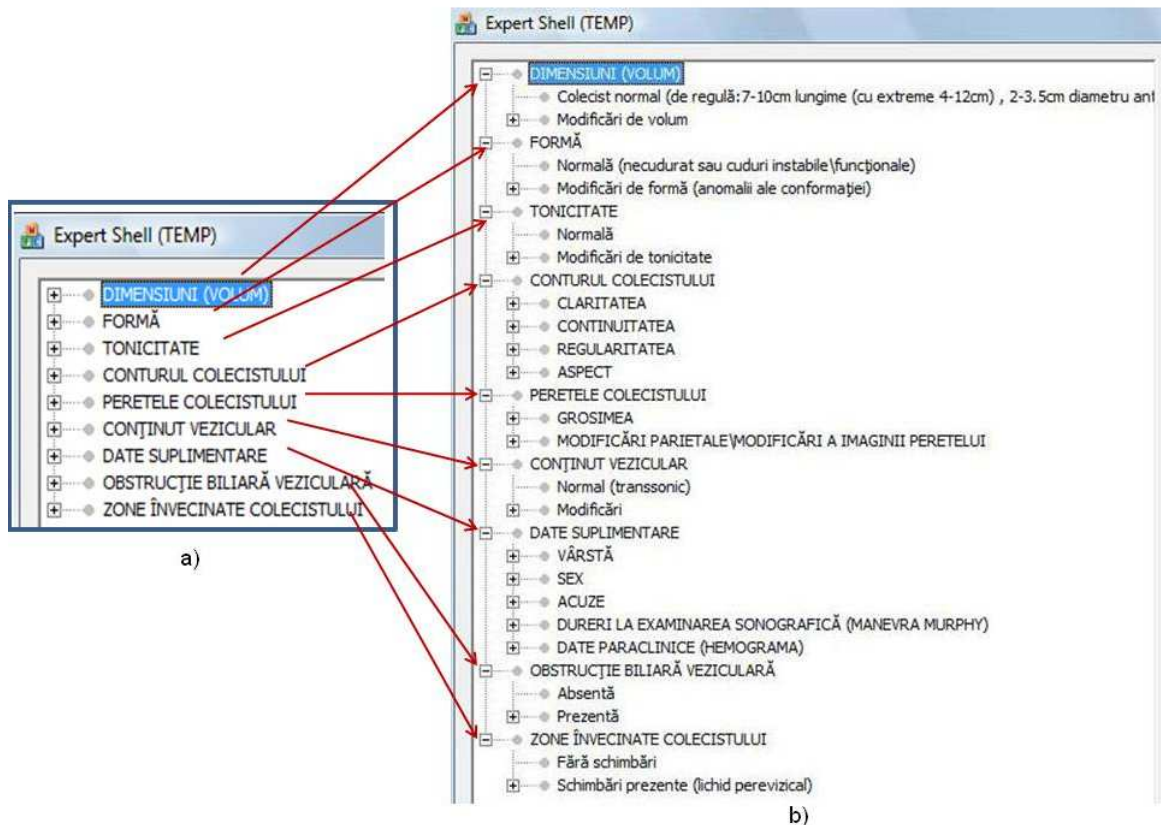 Expert Shell (TEMP)
DIMENSIUNI (VOLUM)
FORMĂ
TONICITATE
CONTURUL COLECISTULUI
PERETELE COLECISTULUI
CONŢINUT VEZICULAR
DATE SUPLIMENTARE
OBSTRUCŢIE BILIARĂ VEZICULARĂ
ZONE ÎNVECINATE COLECISTULUI
a)
Expert Shell (TEMP)
DIMENSIUNI (VOLUM)
Colecist normal (de regulă:7-10cm lungime (cu extreme 4-12cm) , 2-3.5cm diametru ant
Modificări de volum
FORMĂ
Normală (necudurat sau cuduri instabile\funcţionale)
Modificări de formă (anomalii ale conformaţiei)
TONICITATE
Normală
Modificări de tonicitate
CONTURUL COLECISTULUI
CLARITATEA
CONTINUITATEA
REGULARITATEA
ASPECT
PERETELE COLECISTULUI
GROSIMEA
MODIFICĂRI PARIETALE\MODIFICĂRI A IMAGINII PERETELUI
CONŢINUT VEZICULAR
Normal (transsonic)
Modificări
DATE SUPLIMENTARE
VÂRSTĂ
SEX
ACUZE
DURERI LA EXAMINAREA SONOGRAFICĂ (MANEVRA MURPHY)
DATE PARACLINICE (HEMOGRAMA)
OBSTRUCŢIE BILIARĂ VEZICULARĂ
Absentă
Prezentă
ZONE ÎNVECINATE COLECISTULUI
Fără schimbări
Schimbări prezente (lichid perevizical)
b)